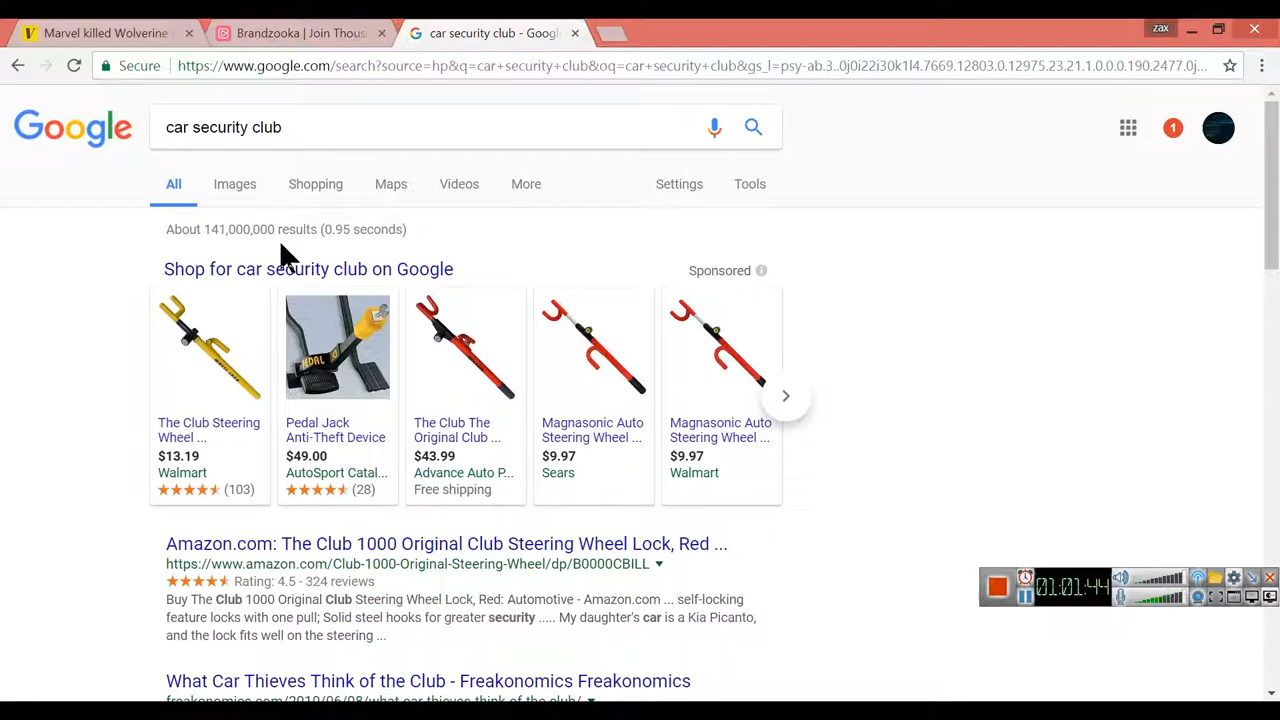 Marvel killed Wolverine
Brandzooka | Join Thous
car security club - Googl
zax
Secure
https://www.google.com/search?source=hp&q=car+security+club&oq=car+security+club&gs_l=psy-ab.3..0j0i22i30k1l4.7669.12803.0.12975.23.21.1.0.0.0.190.2477.0j...
Google
car security club
1
All
Images
Shopping
Maps
Videos
More
Settings
Tools
About 141,000,000 results (0.95 seconds)
Shop for car security club on Google
Sponsored
The Club Steering
Wheel ...
$13.19
Walmart
(103)
PEDAL
Pedal Jack
Anti-Theft Device
$49.00
AutoSport Catal...
(28)
The Club The
Original Club ...
$43.99
Advance Auto P...
Free shipping
Magnasonic Auto
Steering Wheel ...
$9.97
Sears
Magnasonic Auto
Steering Wheel ...
$9.97
Walmart
Amazon.com: The Club 1000 Original Club Steering Wheel Lock, Red ...
https://www.amazon.com/Club-1000-Original-Steering-Wheel/dp/B0000CBILL
Rating: 4.5 - 324 reviews
Buy The Club 1000 Original Club Steering Wheel Lock, Red: Automotive - Amazon.com ... self-locking
feature locks with one pull; Solid steel hooks for greater security ..... My daughter's car is a Kia Picanto,
and the lock fits well on the steering ...
01:01:44
What Car Thieves Think of the Club - Freakonomics Freakonomics
freakonomics.com/2010/06/08/what-car-thieves-think-of-the-club/